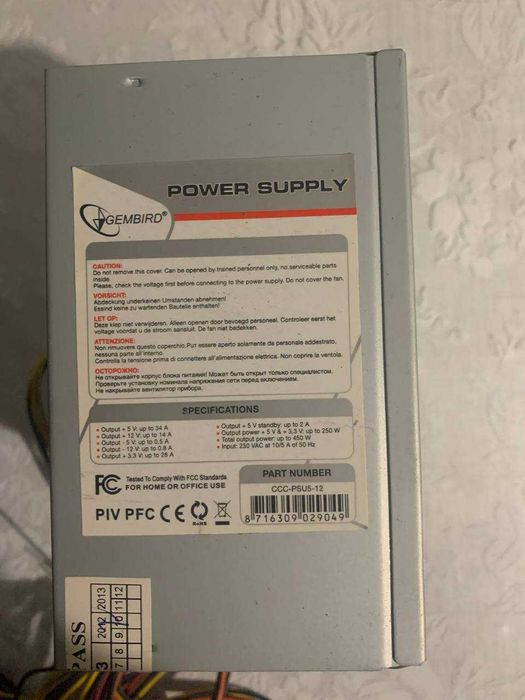 POWER SUPPLY
GEMBIRD®
CAUTION:
Do not remove this cover. Can be opened by trained personnel only, no serviceable parts
inside.
Please, check the voltage first before connecting to the power supply. Do not cover the fan.
VORSICHT:
Abdeckung underkeinen Umstanden abnehmen!
Essind keine zu wartenden Bauteile enthalten!
LET OP:
Deze klep niet verwijderen. Alleen openen door bevoegd personeel. Controleer eerst het
voltage voordat u de stroom aansluit. De fan niet badekken.
ATTENZIONE:
Non rimuovere questo coperchio. Pur essere aperto solamente da personale addestrato,
nessuna parte all'interno.
Controlla la tensione prima di connetterci all'alimentazione elettrica. Non coprire la ventola.
ОСТОРОЖНО:
Не открывайте корпус блока питания! Может быть открыт только специалистом.
Проверьте установку номинала напряжения сети перед включением.
Не накрывайте вентилятор прибора.
SPECIFICATIONS
Output + 5 V: up to 34 A
Output + 12 V: up to 14 A
Output - 5 V: up to 0.5 A
Output - 12 V: up to 0.8 A
Output + 3.3 V: up to 28 A
Output + 5 V standby: up to 2 A
Output power + 5 V & + 3,3 V: up to 250 W
Total output power: up to 450 W
Input: 230 VAC at 10/5 A of 50 Hz
FC Tested To Comply With FCC Standards
FOR HOME OR OFFICE USE
PIV PFC CE RoHS
PART NUMBER
CCC-PSU5-12
8 716309 029049
PASS
3 2012 2013
7 8 9 10 11 12